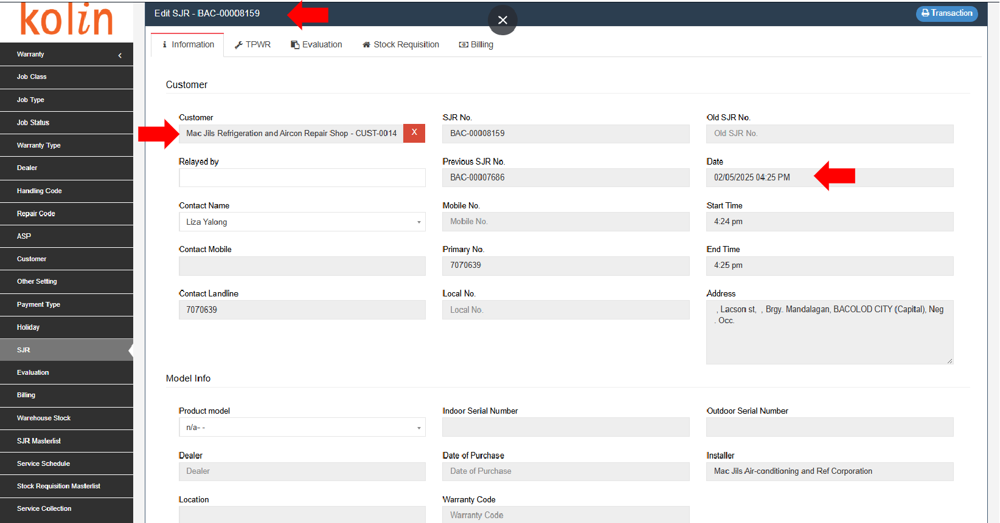 kolin
Edit SJR - BAC-00008159
Transaction
Information
TPWR
Evaluation
Stock Requisition
Billing
Warranty
Job Class
Job Type
Job Status
Warranty Type
Dealer
Handling Code
Repair Code
ASP
Customer
Other Setting
Payment Type
Holiday
SJR
Evaluation
Billing
Warehouse Stock
SJR Masterlist
Service Schedule
Stock Requisition Masterlist
Service Collection
Customer
Customer
Mac Jils Refrigeration and Aircon Repair Shop - CUST-0014
X
SJR No.
BAC-00008159
Old SJR No.
Old SJR No.
Relayed by
Previous SJR No.
BAC-00007686
Date
02/05/2025 04:25 PM
Contact Name
Liza Yalong
Mobile No.
Mobile No.
Start Time
4:24 pm
Contact Mobile
Primary No.
7070639
End Time
4:25 pm
Contact Landline
7070639
Local No.
Local No.
Address
, Lacson st, , Brgy. Mandalagan, BACOLOD CITY (Capital), Neg
. Occ.
Model Info
Product model
n/a- -
Indoor Serial Number
Outdoor Serial Number
Dealer
Dealer
Date of Purchase
Date of Purchase
Installer
Mac Jils Air-conditioning and Ref Corporation
Location
Warranty Code
Warranty Code